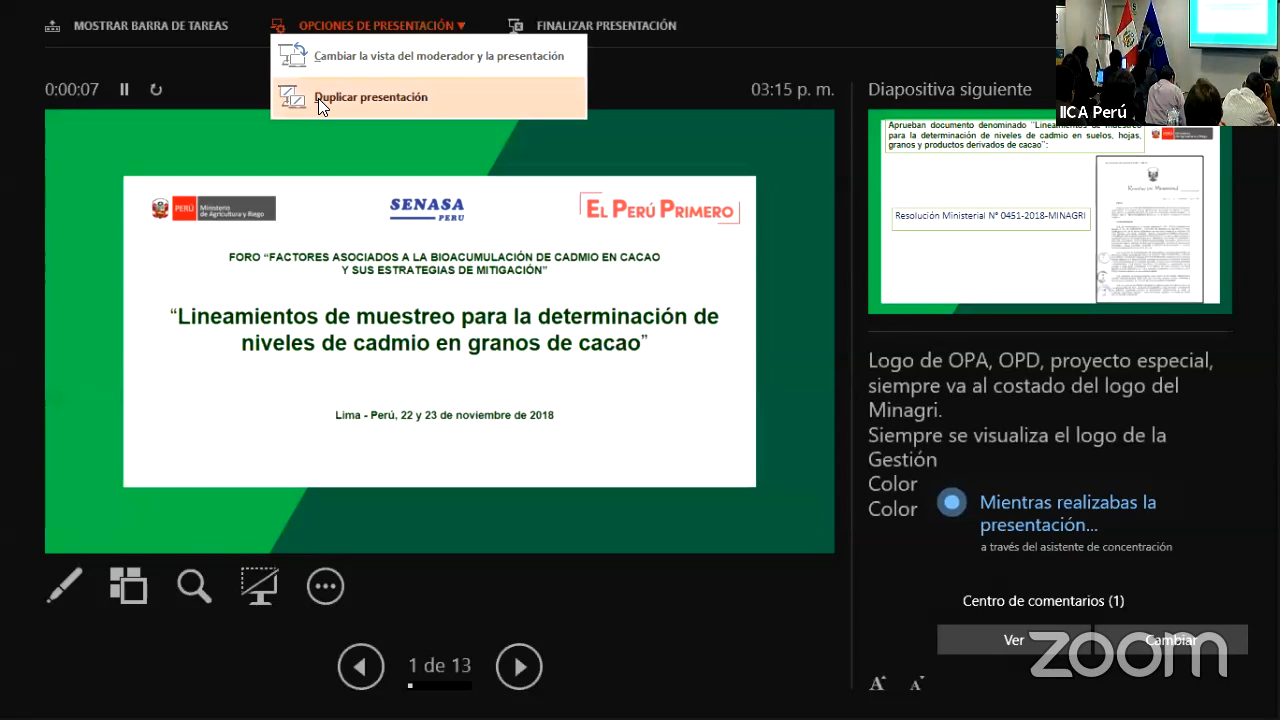 MOSTRAR BARRA DE TAREAS
OPCIONES DE PRESENTACIÓN
FINALIZAR PRESENTACIÓN
Cambiar la vista del moderador y la presentación
Duplicar presentación
0:00:07
03:15 p. m.
Diapositiva siguiente
IICA Perú
PERÚ
Ministerio
de Agricultura y Riego
SENASA
PERU
EL PERÚ PRIMERO
FORO “FACTORES ASOCIADOS A LA BIOACUMULACIÓN DE CADMIO EN CACAO
Y SUS ESTRATEGIAS DE MITIGACIÓN”
“Lineamientos de muestreo para la determinación de
niveles de cadmio en granos de cacao”
Lima - Perú, 22 y 23 de noviembre de 2018
Aprueban documento denominado “Lineamientos de muestreo
para la determinación de niveles de cadmio en suelos, hojas,
granos y productos derivados de cacao”:
Resolución Ministerial N° 0451-2018-MINAGRI
Logo de OPA, OPD, proyecto especial,
siempre va al costado del logo del
Minagri.
Siempre se visualiza el logo de la
Gestión
Color
Color
Mientras realizabas la
presentación...
a través del asistente de concentración
Centro de comentarios (1)
Ver
Cambiar
zoom
1 de 13
A
A